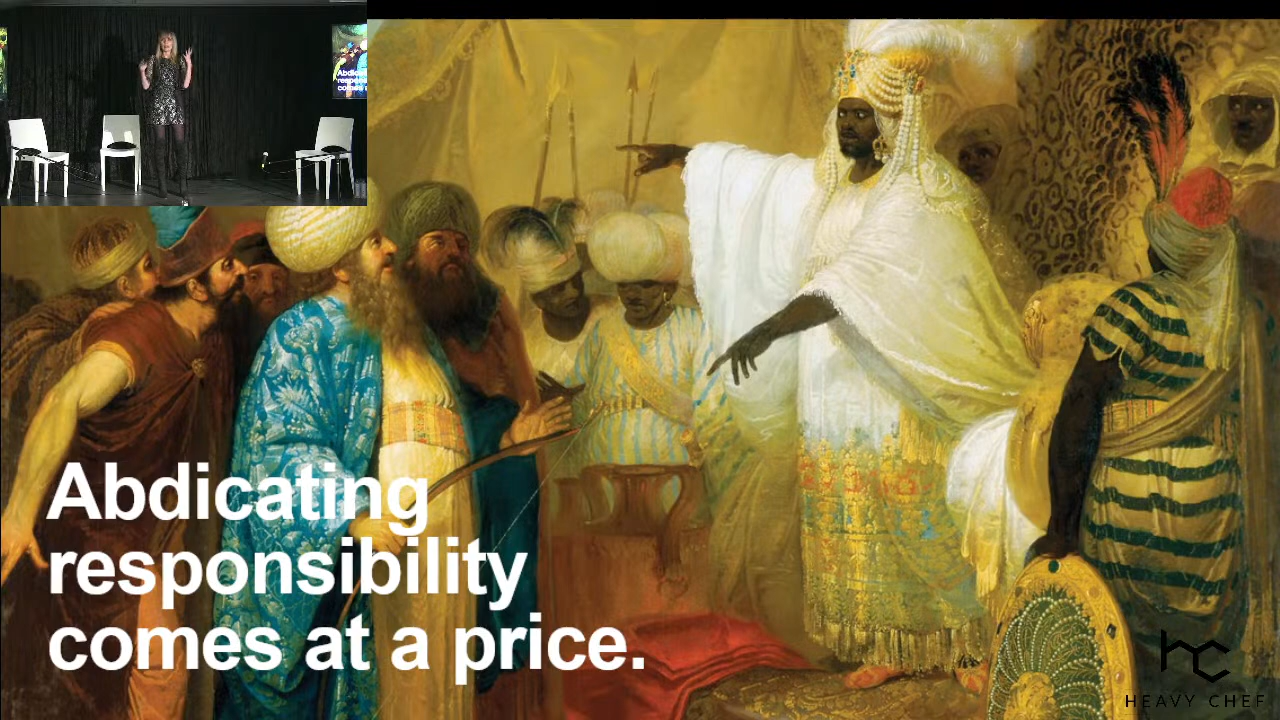 Abdicating
responsibility
comes at a price.
HEAVY CHEF